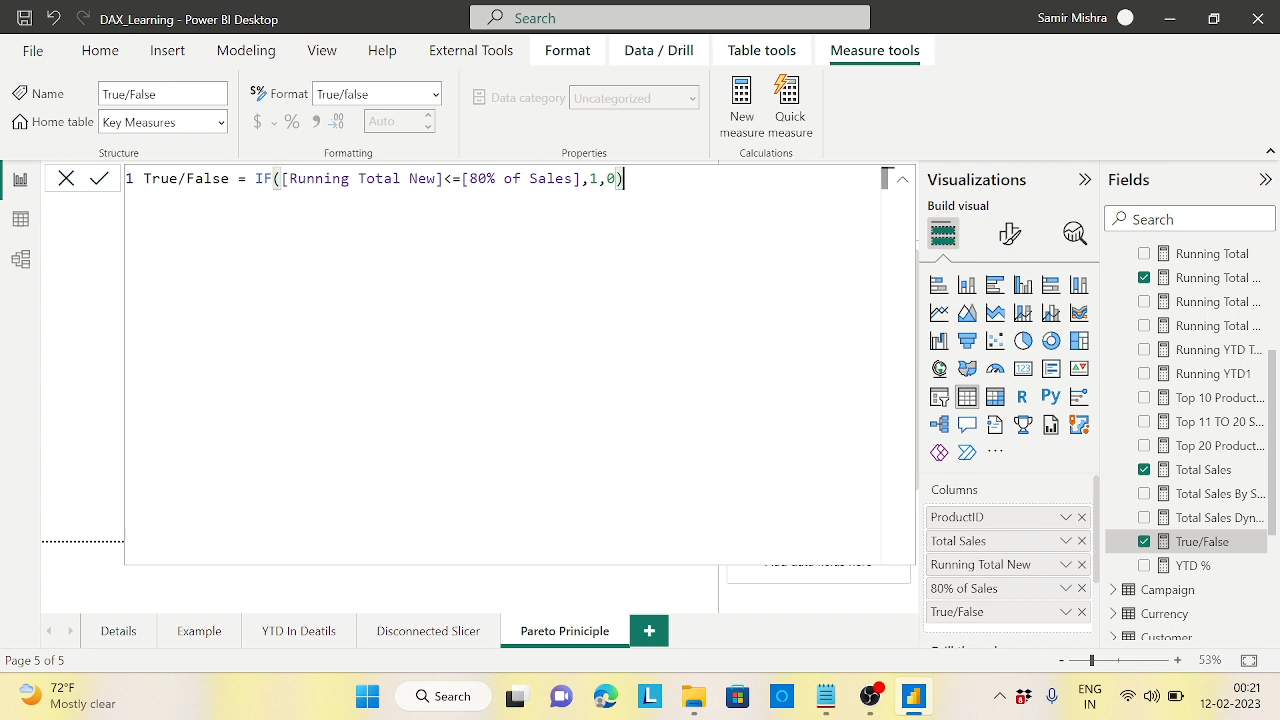 DAX_Learning - Power BI Desktop
Search
Samir Mishra
File
Home
Insert
Modeling
View
Help
External Tools
Format
Data / Drill
Table tools
Measure tools
Name
True/False
Format
True/false
Data category
Uncategorized
New
measure
Quick
measure
Home table
Key Measures
$
%
Auto
Structure
Formatting
Properties
Calculations
1 True/False = IF([Running Total New]<=[80% of Sales],1,0)
Visualizations
Build visual
123
R
Py
Columns
ProductID
Total Sales
Running Total New
80% of Sales
True/False
Fields
Search
Running Total
Running Total ...
Running Total ...
Running Total ...
Running YTD T...
Running YTD1
Top 10 Product...
Top 11 TO 20 S...
Top 20 Product...
Total Sales
Total Sales By S...
Total Sales Dyn...
True/False
YTD %
Campaign
Currency
Customer
Details
Example
YTD In Deatils
Disconnected Slicer
Pareto Priniciple
Page 5 of 5
53%
72°F
Mostly clear
Search
ENG
IN
00:21
12-02-2023